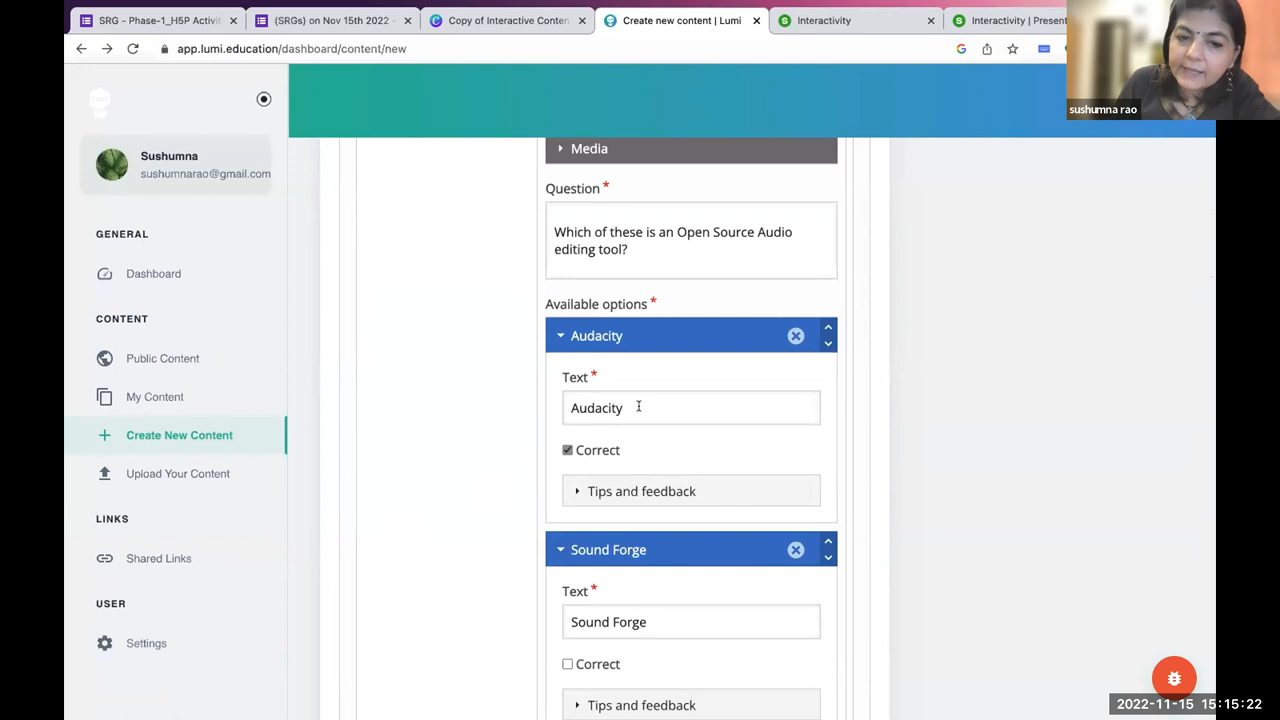 SRG - Phase-1_H5P Activi
(SRGs) on Nov 15th 2022 -
Copy of Interactive Conten
Create new content | Lumi
Interactivity
Interactivity | Present
app.lumi.education/dashboard/content/new
sushumna rao
Sushumna
sushumnarao@gmail.com
GENERAL
Dashboard
CONTENT
Public Content
My Content
Create New Content
Upload Your Content
LINKS
Shared Links
USER
Settings
Media
Question *
Which of these is an Open Source Audio
editing tool?
Available options *
Audacity
Text *
Audacity
Correct
Tips and feedback
Sound Forge
Text *
Sound Forge
Correct
Tips and feedback
2022-11-15 15:15:22